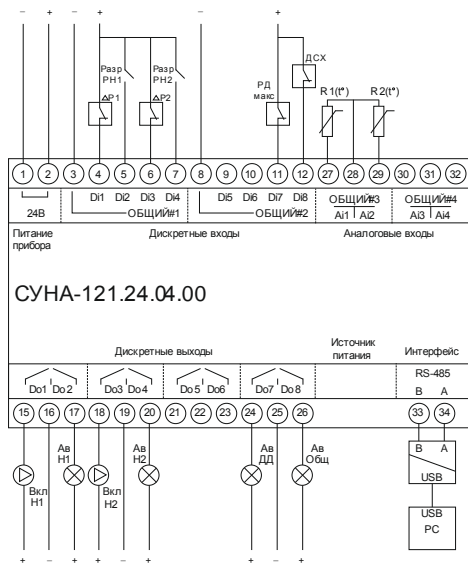 − + − + − +
Разр РН1
Разр РН2
ΔP1
ΔP2
РД макс
ДСХ
R1(t°)
R2(t°)
1 2 3 4 5 6 7 8 9 10 11 12 27 28 29 30 31 32
Di1 Di2 Di3 Di4 Di5 Di6 Di7 Di8 ОБЩИЙ#3 ОБЩИЙ#4
24В ОБЩИЙ#1 ОБЩИЙ#2 Ai1 Ai2 Ai3 Ai4
Питание прибора
Дискретные входы
Аналоговые входы
СУНА-121.24.04.00
Дискретные выходы
Источник питания
Интерфейс
RS-485
Do1 Do2 Do3 Do4 Do5 Do6 Do7 Do8 B A
15 16 17 18 19 20 21 22 23 24 25 26 33 34
Ав Н1
Ав Н2
Ав ДД
Ав Общ
B A
USB
Вкл Н1
Вкл Н2
USB
PC
+ − + + − + + − +